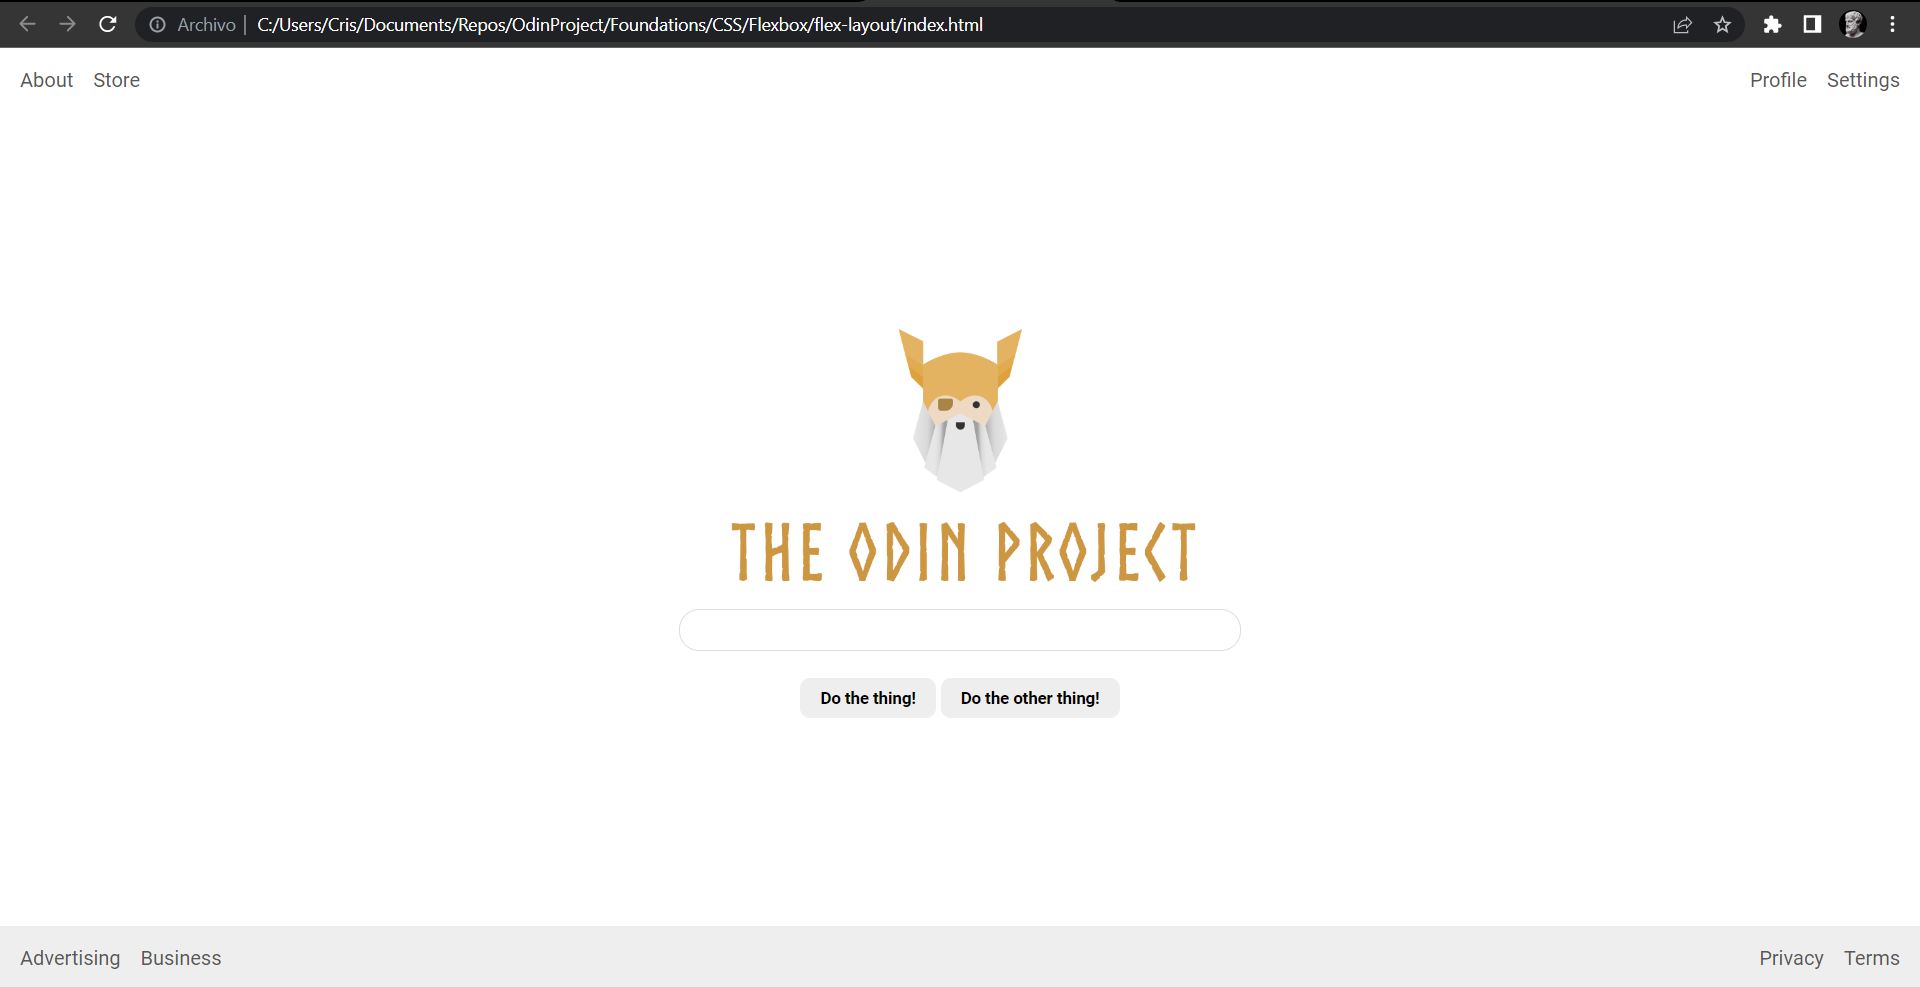 Archivo | C:/Users/Cris/Documents/Repos/OdinProject/Foundations/CSS/Flexbox/flex-layout/index.html
About Store Profile Settings
THE ODIN PROJECT
Do the thing! Do the other thing!
Advertising Business Privacy Terms